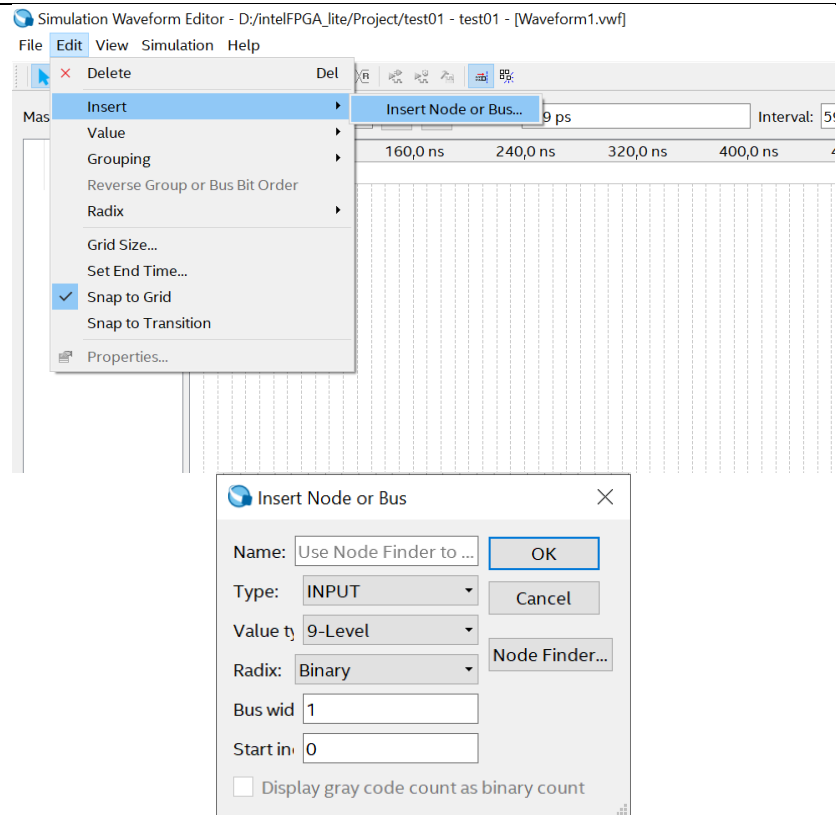 Simulation Waveform Editor - D:/intelFPGA_lite/Project/test01 - test01 - [Waveform1.vwf]
File Edit View Simulation Help
Delete Del
Mas
Insert Insert Node or Bus... 9 ps Interval: 59
Value
160,0 ns 240,0 ns 320,0 ns 400,0 ns 4
Grouping
Reverse Group or Bus Bit Order
Radix
Grid Size...
Set End Time...
Snap to Grid
Snap to Transition
Properties...
Insert Node or Bus
Name: Use Node Finder to ... OK
Type: INPUT Cancel
Value ty 9-Level
Node Finder...
Radix: Binary
Bus wid 1
Start in 0
Display gray code count as binary count